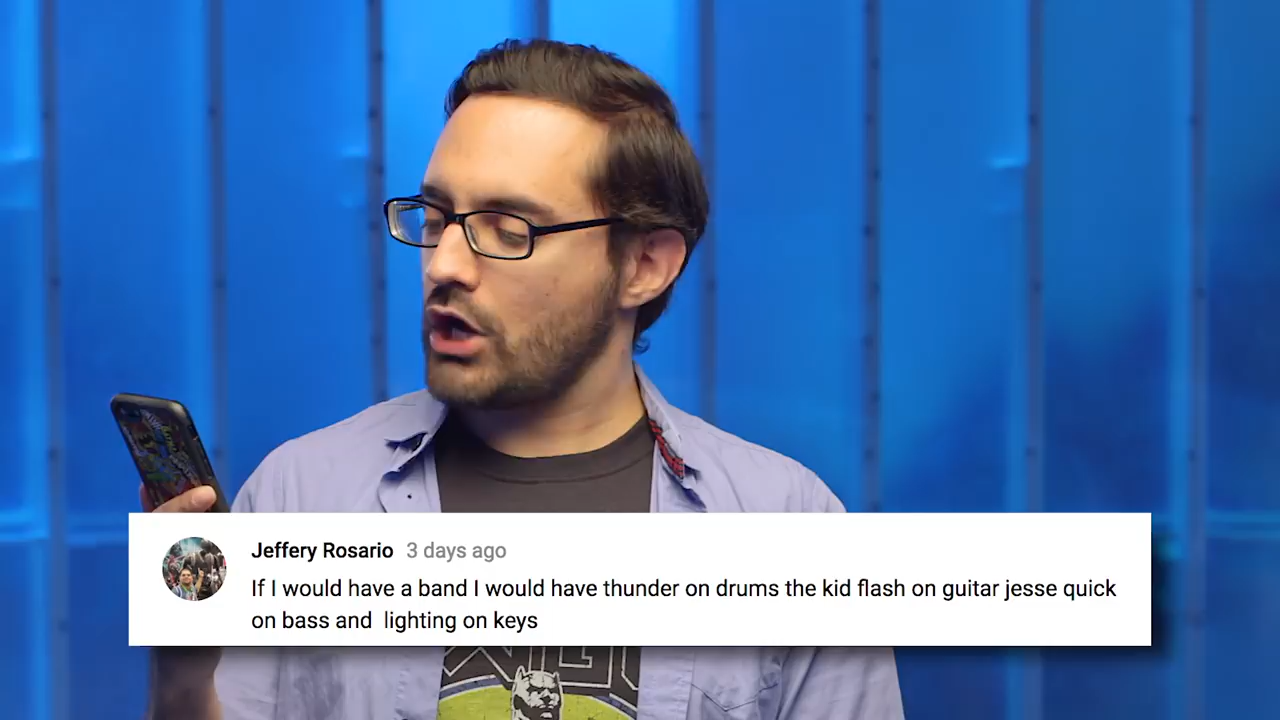 Jeffery Rosario 3 days ago
If I would have a band I would have thunder on drums the kid flash on guitar jesse quick
on bass and lighting on keys